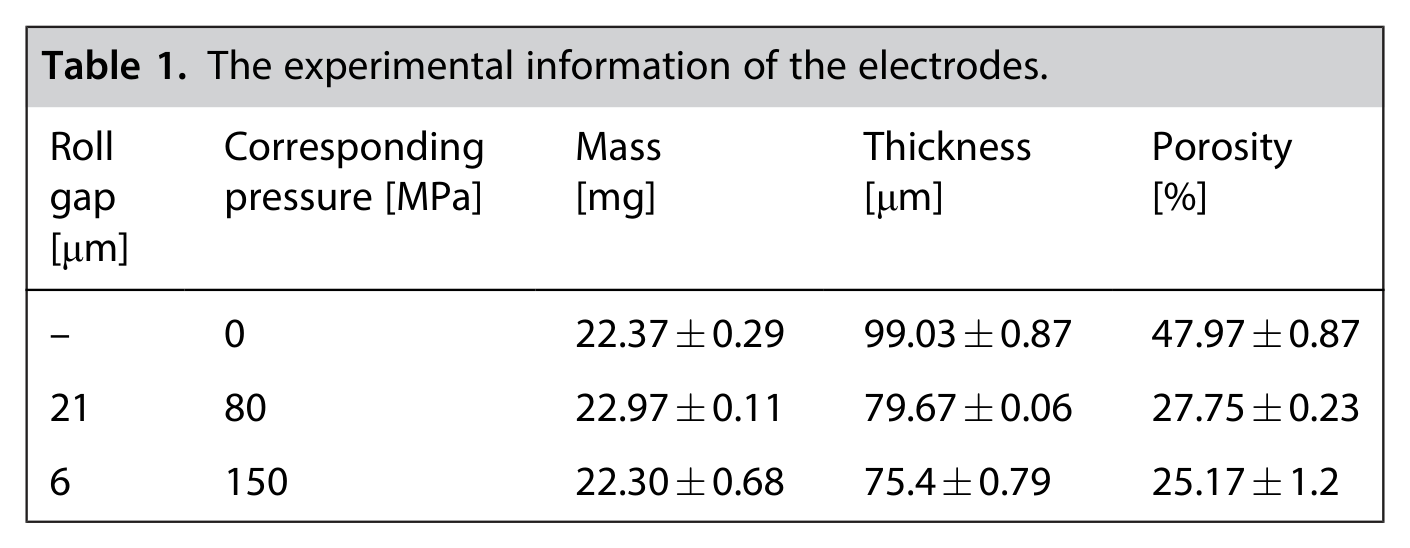 Table 1. The experimental information of the electrodes.
Roll gap [μm] Corresponding pressure [MPa] Mass [mg] Thickness [μm] Porosity [%]
– 0 22.37 ± 0.29 99.03 ± 0.87 47.97 ± 0.87
21 80 22.97 ± 0.11 79.67 ± 0.06 27.75 ± 0.23
6 150 22.30 ± 0.68 75.4 ± 0.79 25.17 ± 1.2